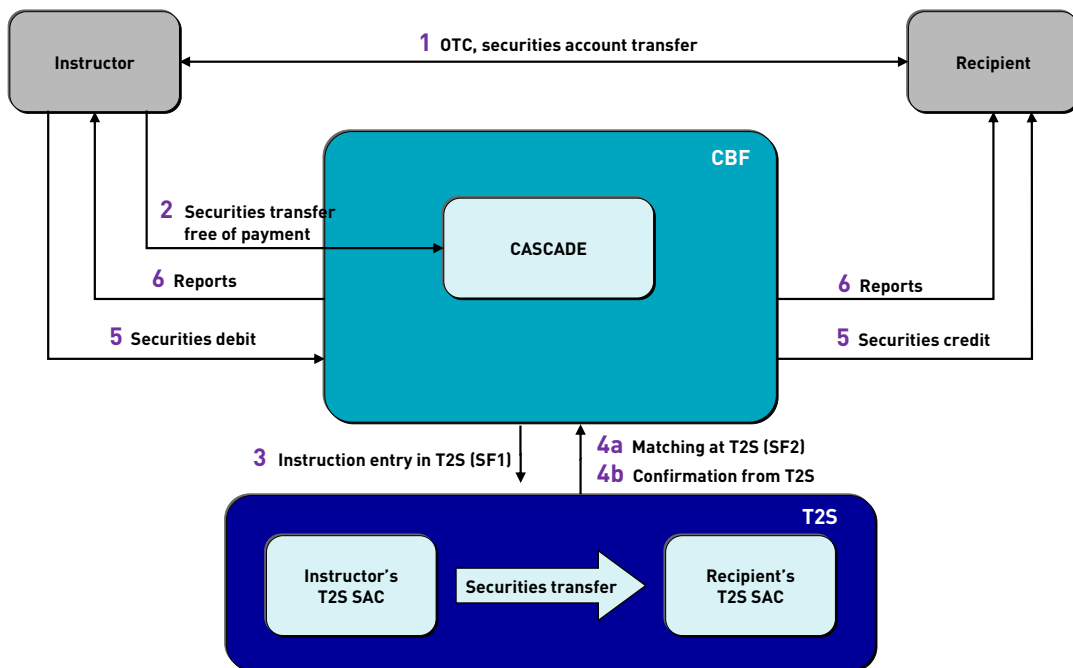 1 OTC, securities account transfer
Instructor
Recipient
CBF
2 Securities transfer
free of payment
CASCADE
6 Reports
6 Reports
5 Securities debit
5 Securities credit
3 Instruction entry in T2S (SF1)
4a Matching at T2S (SF2)
4b Confirmation from T2S
T2S
Instructor's
T2S SAC
Securities transfer
Recipient's
T2S SAC